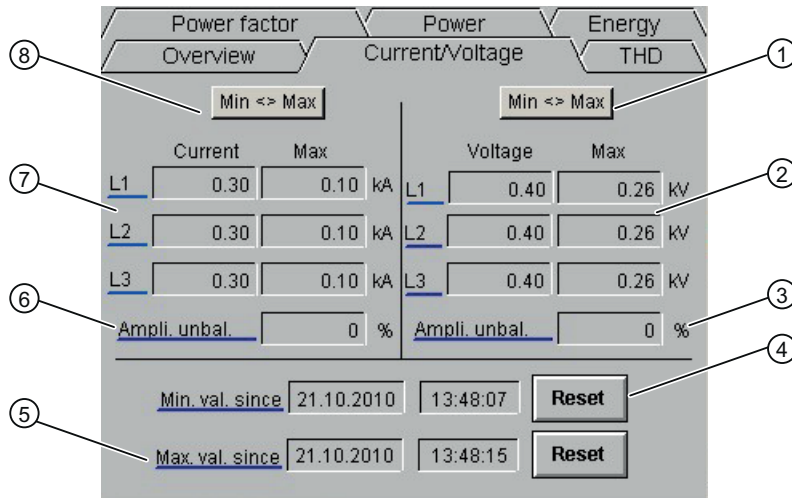 Power factor Power Energy
Overview Current/Voltage THD
⑧ ①
Min <> Max Min <> Max
Current Max Voltage Max
⑦ L1 0.30 0.10 kA L1 0.40 0.26 kV ②
L2 0.30 0.10 kA L2 0.40 0.26 kV
L3 0.30 0.10 kA L3 0.40 0.26 kV
⑥ Ampli. unbal. 0 % Ampli. unbal. 0 % ③
④
Min. val. since 21.10.2010 13:48:07 Reset
⑤ Max. val. since 21.10.2010 13:48:15 Reset